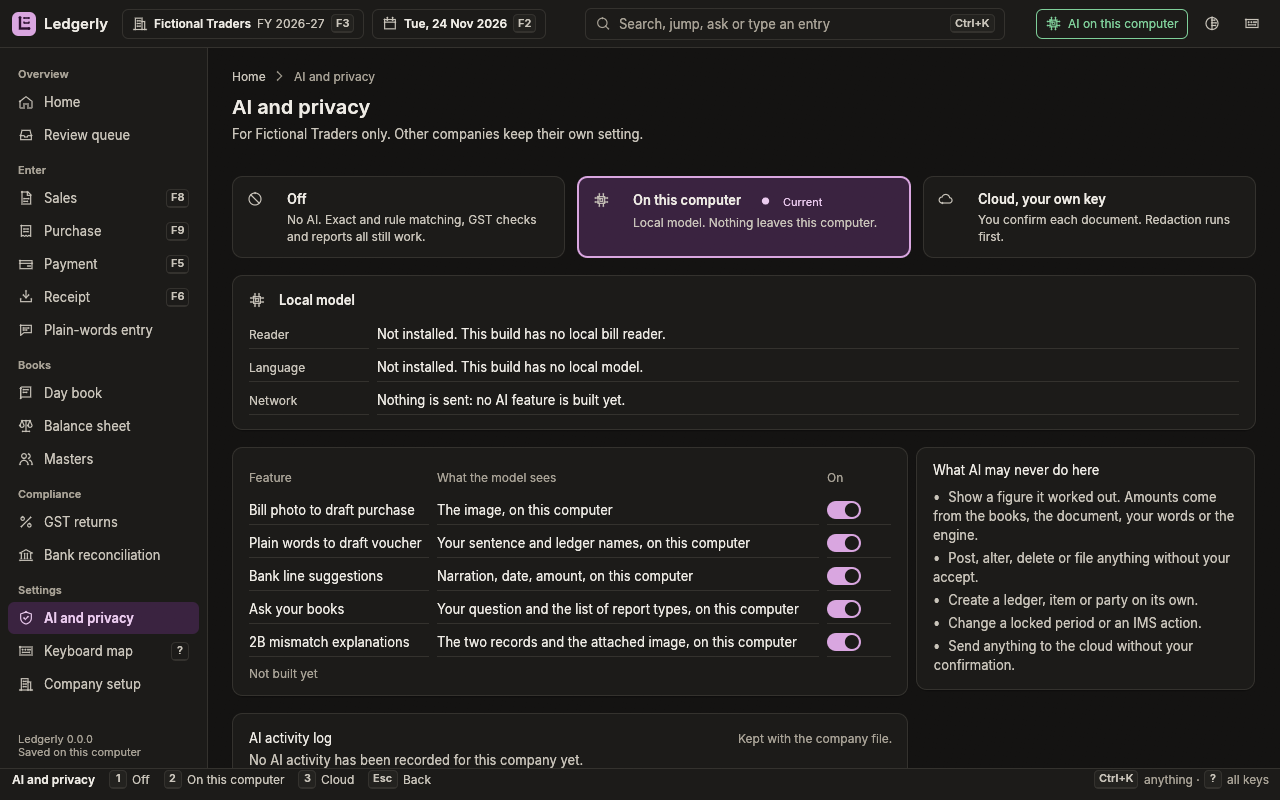 Ledgerly
Fictional Traders FY 2026-27 F3
Tue, 24 Nov 2026 F2
Search, jump, ask or type an entry Ctrl+K
AI on this computer
Overview
Home
Review queue
Enter
Sales F8
Purchase F9
Payment F5
Receipt F6
Plain-words entry
Books
Day book
Balance sheet
Masters
Compliance
GST returns
Bank reconciliation
Settings
AI and privacy
Keyboard map ?
Company setup
Ledgerly 0.0.0
Saved on this computer
Home > AI and privacy
AI and privacy
For Fictional Traders only. Other companies keep their own setting.
Off
No AI. Exact and rule matching, GST checks
and reports all still work.
On this computer • Current
Local model. Nothing leaves this computer.
Cloud, your own key
You confirm each document. Redaction runs
first.
Local model
Reader Not installed. This build has no local bill reader.
Language Not installed. This build has no local model.
Network Nothing is sent: no AI feature is built yet.
Feature What the model sees On
Bill photo to draft purchase The image, on this computer
Plain words to draft voucher Your sentence and ledger names, on this computer
Bank line suggestions Narration, date, amount, on this computer
Ask your books Your question and the list of report types, on this computer
2B mismatch explanations The two records and the attached image, on this computer
Not built yet
What AI may never do here
• Show a figure it worked out. Amounts come
from the books, the document, your words or the
engine.
• Post, alter, delete or file anything without your
accept.
• Create a ledger, item or party on its own.
• Change a locked period or an IMS action.
• Send anything to the cloud without your
confirmation.
AI activity log Kept with the company file.
No AI activity has been recorded for this company yet.
AI and privacy 1 Off 2 On this computer 3 Cloud Esc Back
Ctrl+K anything · ? all keys